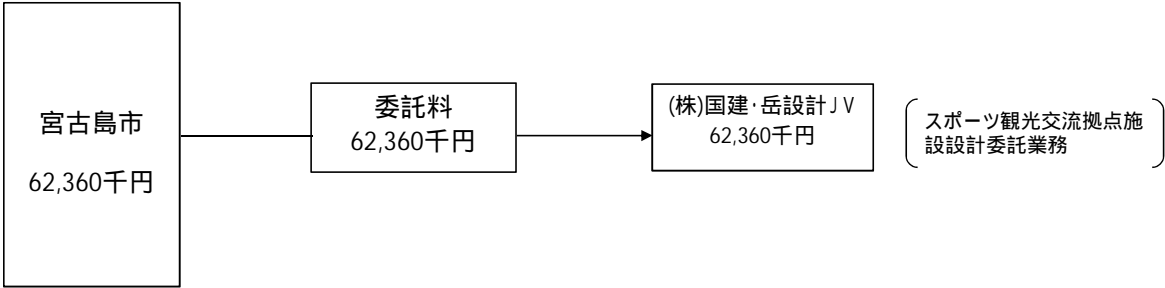 宮古島市
62,360千円
委託料
62,360千円
(株)国建・岳設計JV
62,360千円
スポーツ観光交流拠点施
設設計委託業務